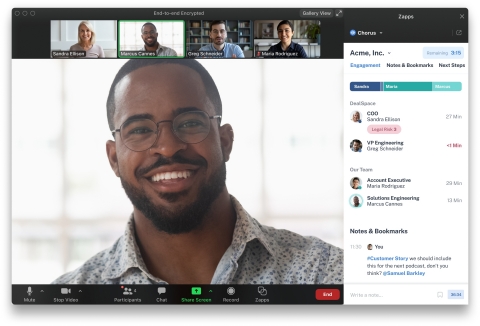 End-to-end Encrypted
Gallery View
Zapps
Sandra Ellison
Marcus Cannes
Greg Schneider
Maria Rodriguez
Chorus
Acme, Inc.
Remaining 3:15
Engagement Notes & Bookmarks Next Steps
Sandra Maria Marcus
DealSpace
COO
Sandra Ellison
27 Min
Legal Risk 2
VP Engineering
Greg Schneider
<1 Min
Our Team
Account Executive
Maria Rodriguez
29 Min
Solutions Engineering
Marcus Cannes
13 Min
Notes & Bookmarks
11:30 You
#Customer Story we should include
this for the next podcast, don't you
think? @Samuel Barkley
Write a note...
Mute
Stop Video
Participants
Chat
Share Screen
Record
Zapps
End